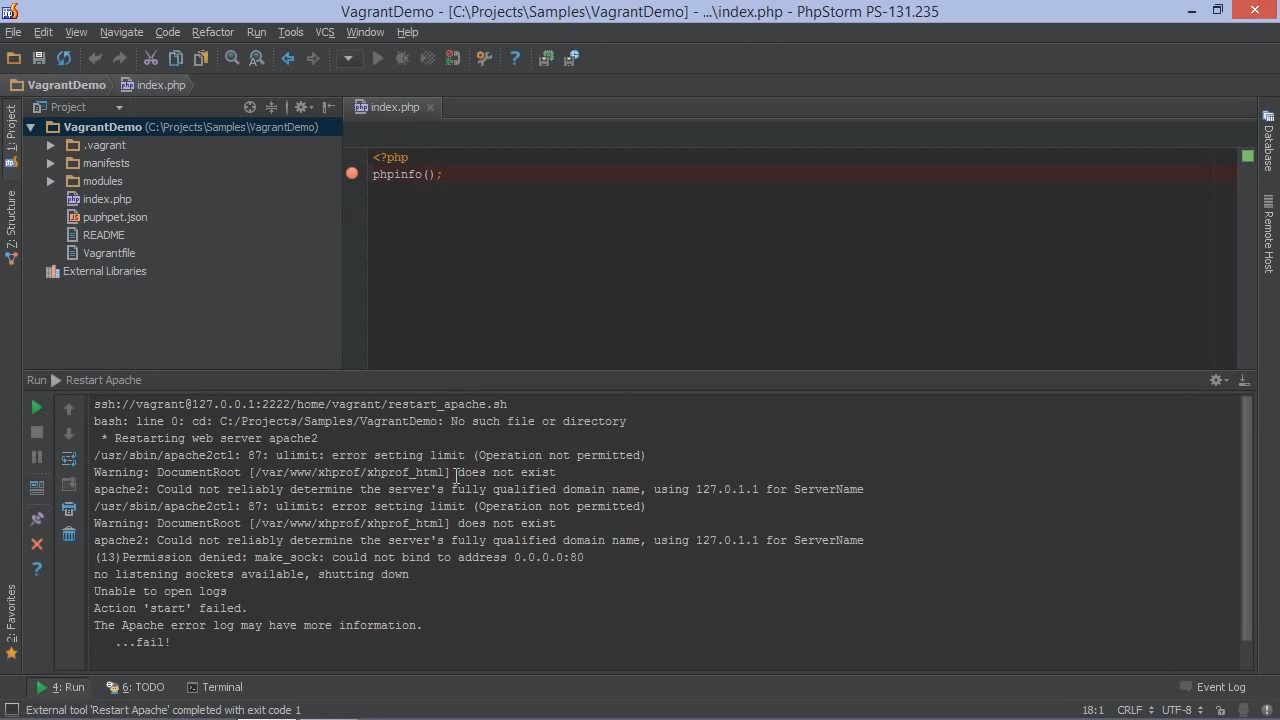 VagrantDemo - [C:\Projects\Samples\VagrantDemo] - ...\index.php - PhpStorm PS-131.235
File Edit View Navigate Code Refactor Run Tools VCS Window Help
VagrantDemo index.php
1: Project
Z: Structure
2: Favorites
Project
VagrantDemo (C:\Projects\Samples\VagrantDemo)
.vagrant
manifests
modules
index.php
puphpet.json
README
Vagrantfile
External Libraries
index.php
<?php
phpinfo();
Database
Remote Host
Run Restart Apache
ssh://vagrant@127.0.0.1:2222/home/vagrant/restart_apache.sh
bash: line 0: cd: C:/Projects/Samples/VagrantDemo: No such file or directory
* Restarting web server apache2
/usr/sbin/apache2ctl: 87: ulimit: error setting limit (Operation not permitted)
Warning: DocumentRoot [/var/www/xhprof/xhprof_html] does not exist
apache2: Could not reliably determine the server's fully qualified domain name, using 127.0.1.1 for ServerName
/usr/sbin/apache2ctl: 87: ulimit: error setting limit (Operation not permitted)
Warning: DocumentRoot [/var/www/xhprof/xhprof_html] does not exist
apache2: Could not reliably determine the server's fully qualified domain name, using 127.0.1.1 for ServerName
(13)Permission denied: make_sock: could not bind to address 0.0.0.0:80
no listening sockets available, shutting down
Unable to open logs
Action 'start' failed.
The Apache error log may have more information.
...fail!
4: Run 6: TODO Terminal Event Log
External tool 'Restart Apache' completed with exit code 1 18:1 CRLF UTF-8